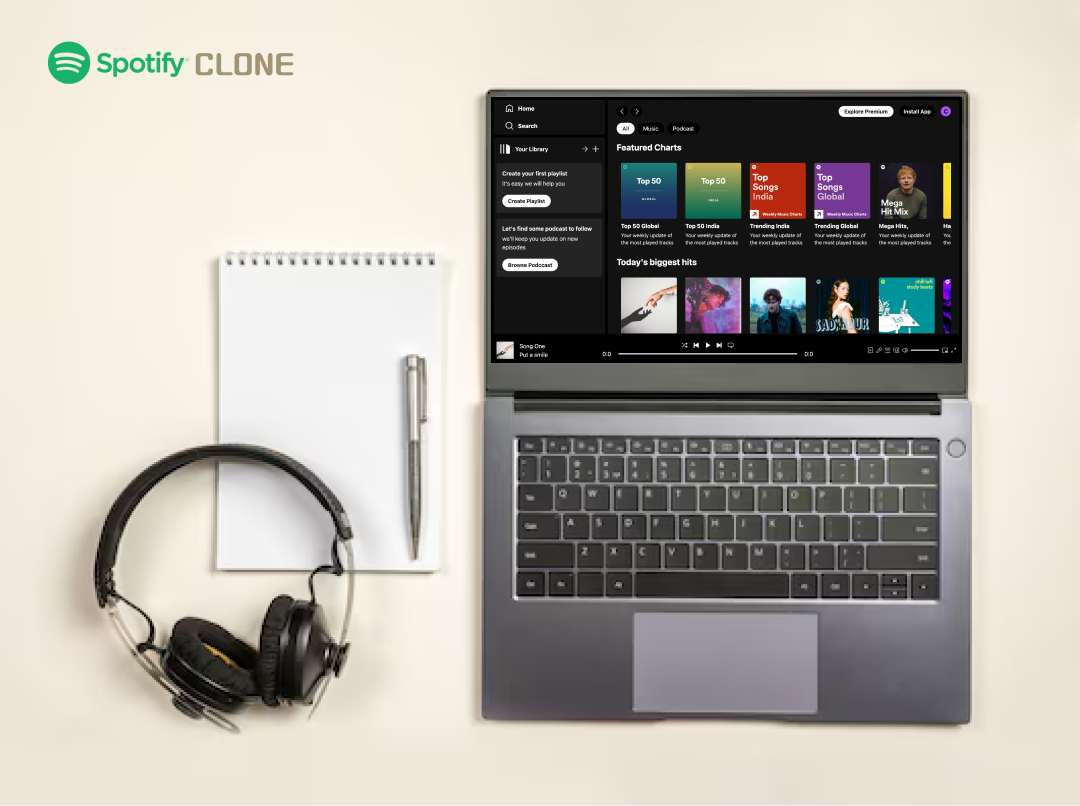 Spotify® CLONE
Home
Search
Your Library
Create your first playlist
it's easy we will help you
Create Playlist
Let's find some podcast to follow
we'll keep you update on new
episodes
Browse Podccast
Explore Premium
Install App
C
All
Music
Podcast
Featured Charts
Top 50
GLOBAL
Top 50 Global
Your weekly update of
the most played tracks
Top 50
INDIA
Top 50 India
Your weekly update of
the most played tracks
Top
Songs
India
Weekly Music Charts
Trending India
Your weekly update of
the most played tracks
Top
Songs
Global
Weekly Music Charts
Trending Global
Your weekly update of
the most played tracks
Mega
Hit Mix
Mega Hits,
Your weekly update of
the most played tracks
Ha
Today's biggest hits
SAD HOUR
chill lofi
study beats
Song One
Put a smile
0:0
0:0
Q W E R T Y U I O P
A S D F G H J K L
Z X C V B N M